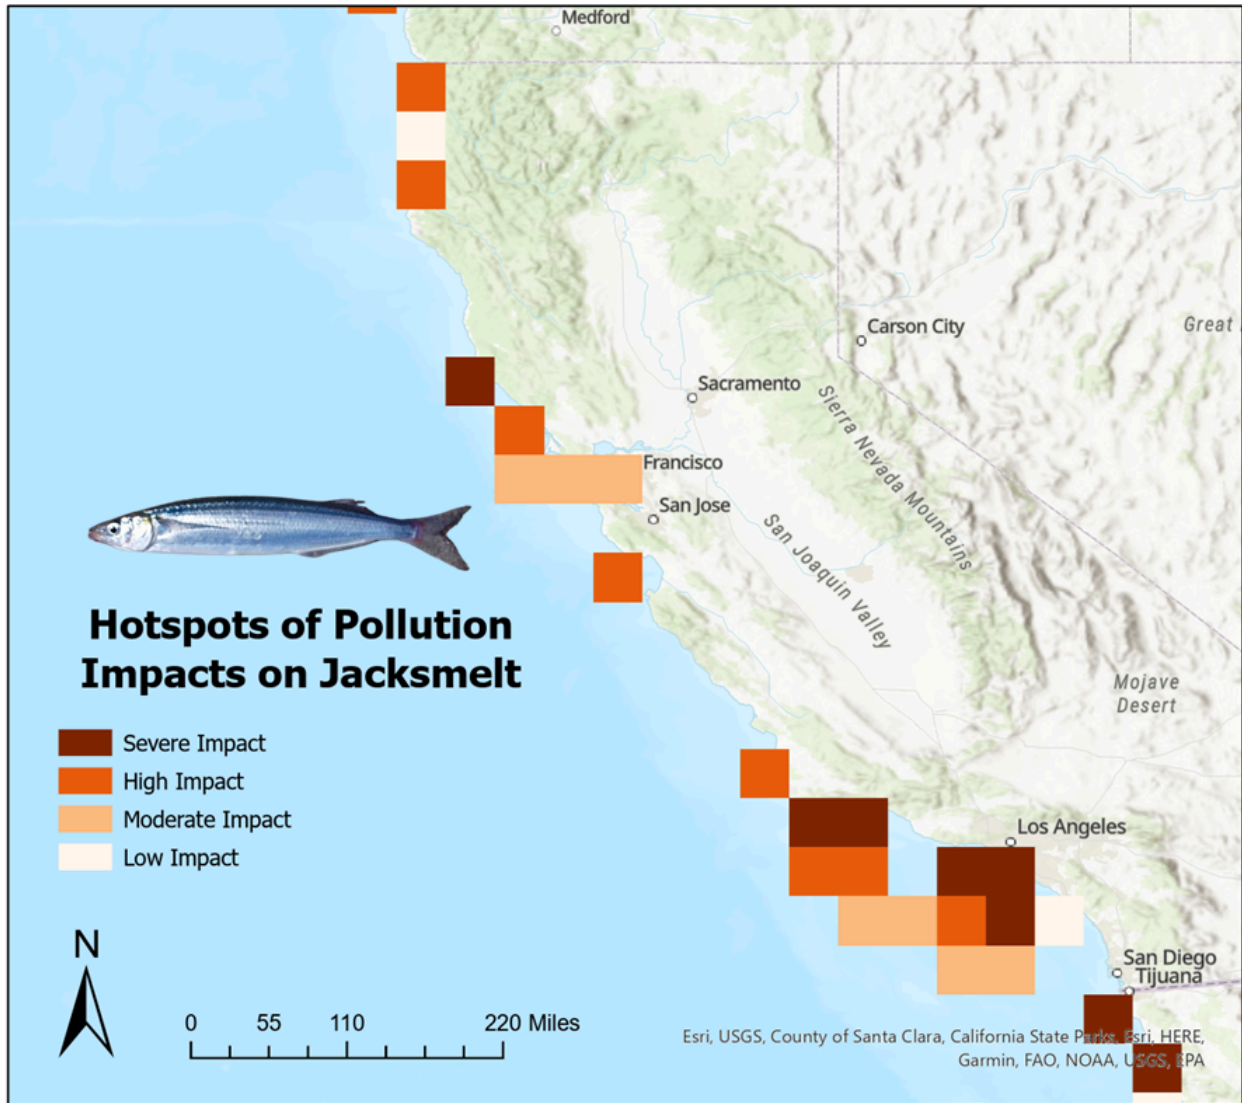 Medford
Carson City
Great
Sacramento
Sierra Nevada Mountains
Francisco
San Jose
San Joaquin Valley
Hotspots of Pollution
Impacts on Jacksmelt
Mojave
Desert
Severe Impact
High Impact
Moderate Impact
Low Impact
Los Angeles
N
San Diego
Tijuana
0 55 110 220 Miles
Esri, USGS, County of Santa Clara, California State Parks, Esri, HERE,
Garmin, FAO, NOAA, USGS, EPA